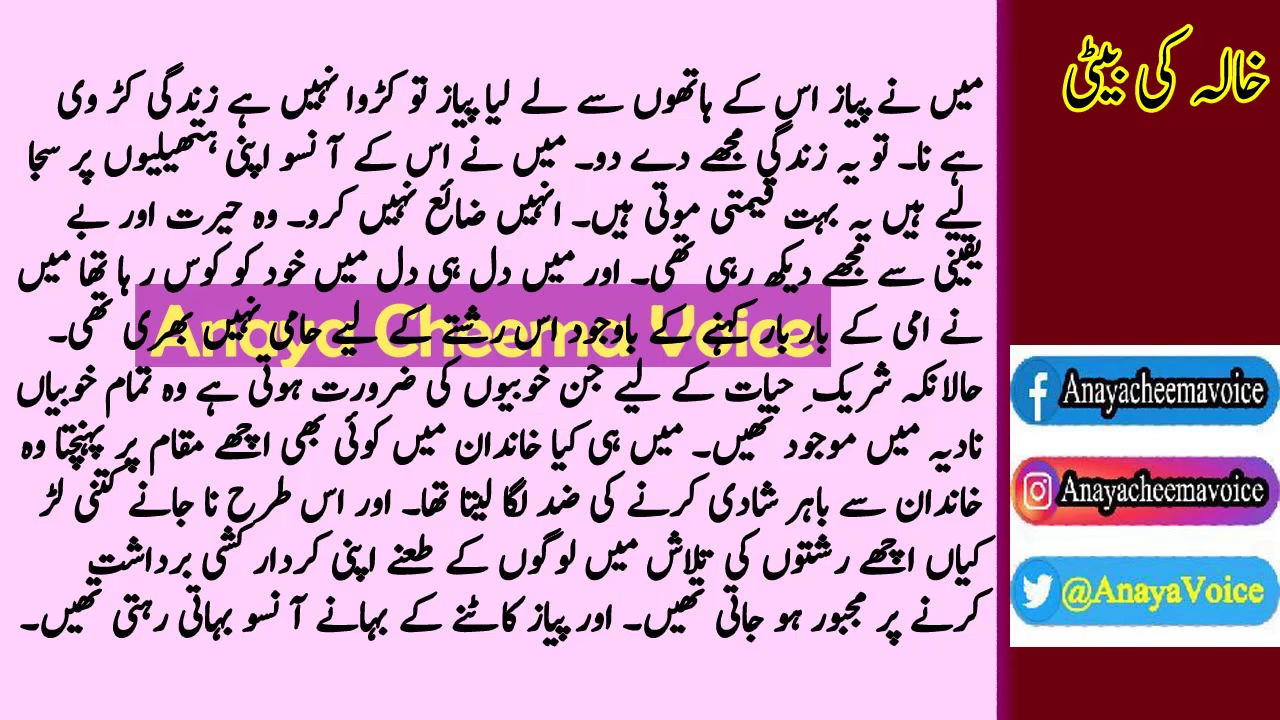 خالہ کی بیٹی
میں نے پیاز اس کے ہاتھوں سے لے لیا پیاز تو کڑوا نہیں ہے زندگی کڑ وی
ہے نا۔ تو یہ زندگی مجھے دے دو۔ میں نے اس کے آ نسو اپنی ہتھیلیوں پر سجا
لیے ہیں یہ بہت قیمتی موتی ہیں۔ انہیں ضائع نہیں کرو۔ وہ حیرت اور بے
یقینی سے مجھے دیکھ رہی تھی۔ اور میں دل ہی دل میں خود کو کوس ر ہا تھا میں
نے امی کے بار بار کہنے کے باوجود اس رشتے کے لیے حامی نہیں بھری تھی۔
حالانکہ شریک ِ حیات کے لیے جن خوبیوں کی ضرورت ہوتی ہے وہ تمام خوبیاں
نادیہ میں موجود تھیں۔ میں ہی کیا خاندان میں کوئی بھی اچھے مقام پر پہنچتا وہ
خاندان سے باہر شادی کرنے کی ضد لگا لیتا تھا۔ اور اس طرح نا جانے کتنی لڑ
کیاں اچھے رشتوں کی تلاش میں لوگوں کے طعنے اپنی کردار کشی برداشت
کرنے پر مجبور ہو جاتی تھیں۔ اور پیاز کاٹنے کے بہانے آ نسو بہاتی رہتی تھیں۔
Anaya Cheema Voice
Anayacheemavoice
Anayacheemavoice
@AnayaVoice